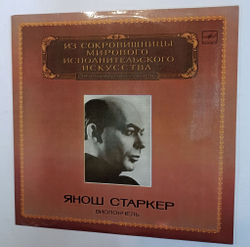 ИЗ СОКРОВИЩНИЦЫ
МИРОВОГО
ИСПОЛНИТЕЛЬСКОГО
ИСКУССТВА
ЯНОШ СТАРКЕР
ВИОЛОНЧЕЛЬ